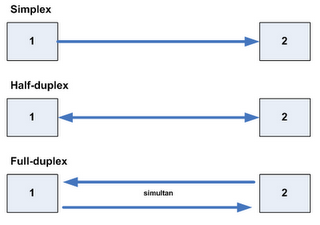 Simplex
1 2
Half-duplex
1 2
Full-duplex
1 simultan 2